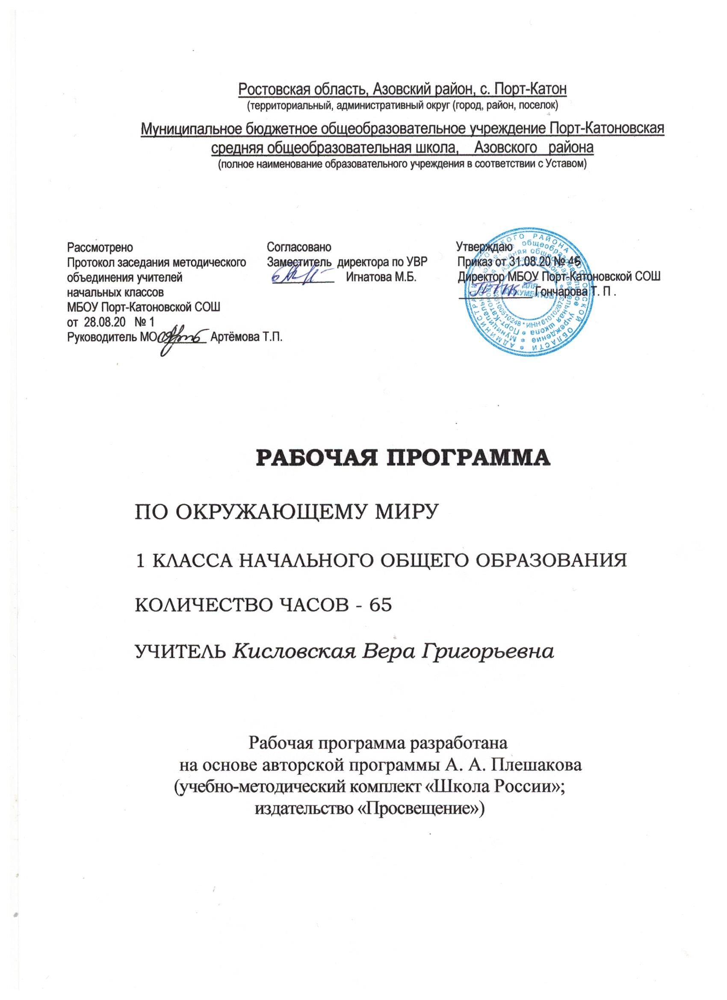 Ростовская область, Азовский район, с. Порт-Катон
(территориальный, административный округ (город, район, поселок)
Муниципальное бюджетное общеобразовательное учреждение Порт-Катоновская
средняя общеобразовательная школа, Азовского района
(полное наименование образовательного учреждения в соответствии с Уставом)
Рассмотрено
Протокол заседания методического
объединения учителей
начальных классов
МБОУ Порт-Катоновской СОШ
от 28.08.20 № 1
Руководитель МО Артёмова Т.П.
Согласовано
Заместитель директора по УВР
Игнатова М.Б.
Утверждаю
Приказ от 31.08.20 №
Директор МБОУ Порт-Катоновской СОШ
Гончарова Т. П .
ДЛЯ
ДОКУМЕНТОВ
РАБОЧАЯ ПРОГРАММА
ПО ОКРУЖАЮЩЕМУ МИРУ
1 КЛАССА НАЧАЛЬНОГО ОБЩЕГО ОБРАЗОВАНИЯ
КОЛИЧЕСТВО ЧАСОВ - 65
УЧИТЕЛЬ Кисловская Вера Григорьевна
Рабочая программа разработана
на основе авторской программы А. А. Плешакова
(учебно-методический комплект «Школа России»;
издательство «Просвещение»)